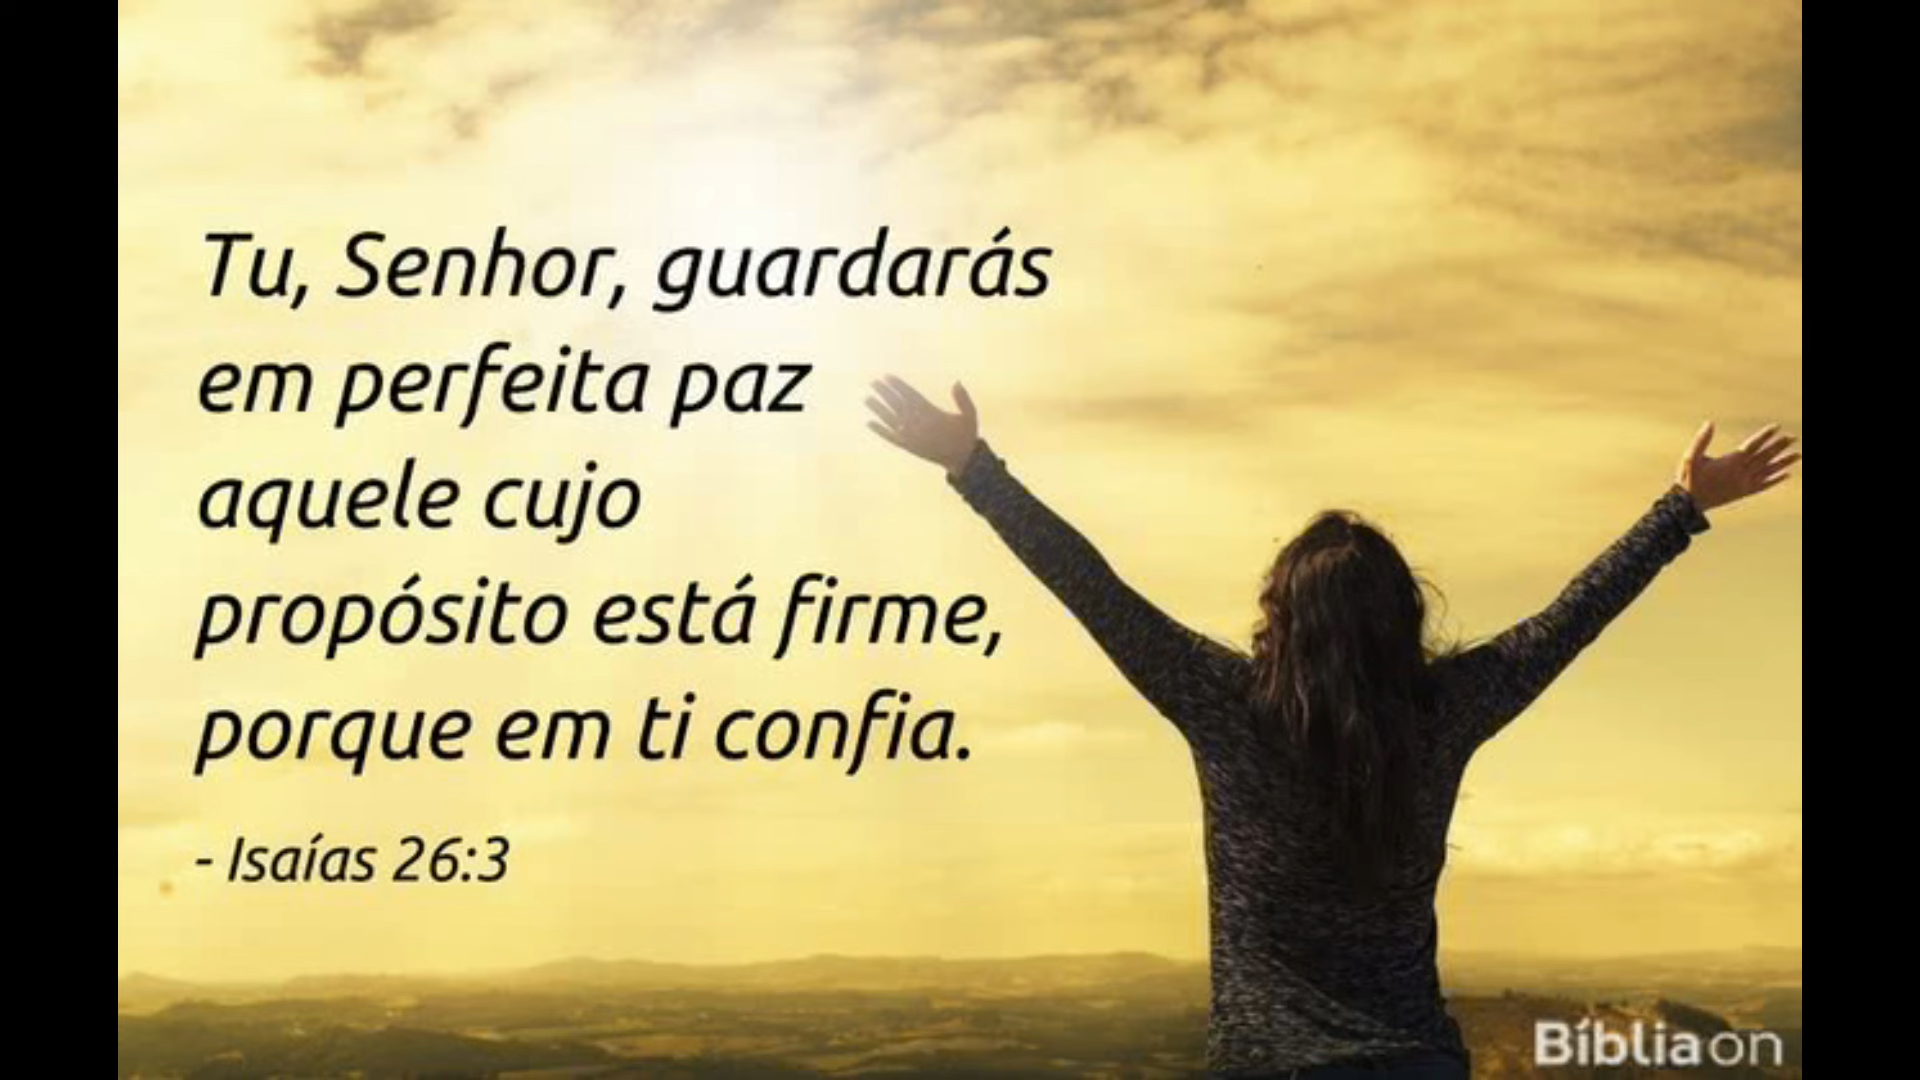 Tu, Senhor, guardarás
em perfeita paz
aquele cujo
propósito está firme,
porque em ti confia.
- Isaías 26:3
Bíbliaon